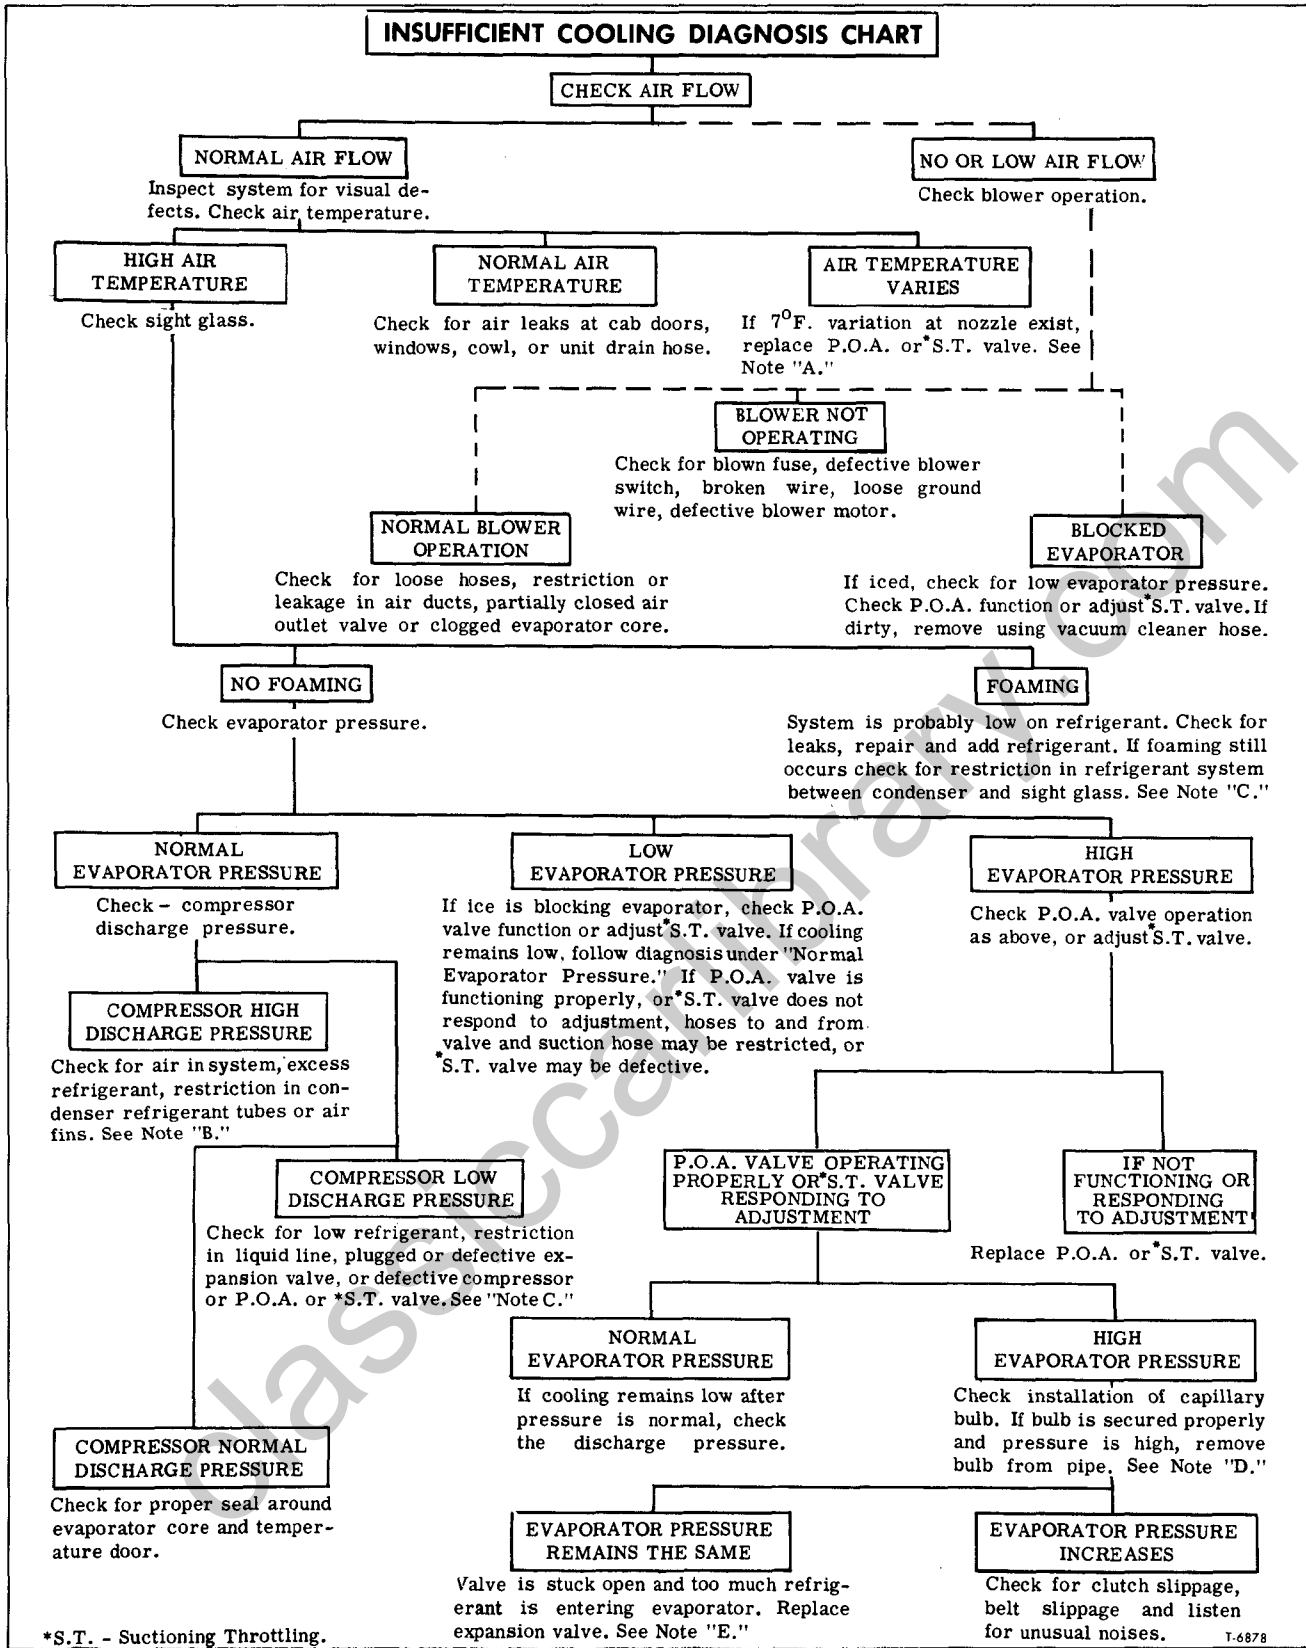 INSUFFICIENT COOLING DIAGNOSIS CHART
CHECK AIR FLOW
NORMAL AIR FLOW
Inspect system for visual de-
fects. Check air temperature.
NO OR LOW AIR FLOW
Check blower operation.
HIGH AIR
TEMPERATURE
Check sight glass.
NORMAL AIR
TEMPERATURE
Check for air leaks at cab doors,
windows, cowl, or unit drain hose.
AIR TEMPERATURE
VARIES
If 7°F. variation at nozzle exist,
replace P.O.A. or *S.T. valve. See
Note "A."
BLOWER NOT
OPERATING
Check for blown fuse, defective blower
switch, broken wire, loose ground
wire, defective blower motor.
NORMAL BLOWER
OPERATION
Check for loose hoses, restriction or
leakage in air ducts, partially closed air
outlet valve or clogged evaporator core.
BLOCKED
EVAPORATOR
If iced, check for low evaporator pressure.
Check P.O.A. function or adjust *S.T. valve. If
dirty, remove using vacuum cleaner hose.
NO FOAMING
Check evaporator pressure.
FOAMING
System is probably low on refrigerant. Check for
leaks, repair and add refrigerant. If foaming still
occurs check for restriction in refrigerant system
between condenser and sight glass. See Note "C."
NORMAL
EVAPORATOR PRESSURE
Check - compressor
discharge pressure.
LOW
EVAPORATOR PRESSURE
If ice is blocking evaporator, check P.O.A.
valve function or adjust *S.T. valve. If cooling
remains low, follow diagnosis under "Normal
Evaporator Pressure." If P.O.A. valve is
functioning properly, or *S.T. valve does not
respond to adjustment, hoses to and from
valve and suction hose may be restricted, or
*S.T. valve may be defective.
HIGH
EVAPORATOR PRESSURE
Check P.O.A. valve operation
as above, or adjust *S.T. valve.
COMPRESSOR HIGH
DISCHARGE PRESSURE
Check for air in system, excess
refrigerant, restriction in con-
denser refrigerant tubes or air
fins. See Note "B."
COMPRESSOR LOW
DISCHARGE PRESSURE
Check for low refrigerant, restriction
in liquid line, plugged or defective ex-
pansion valve, or defective compressor
or P.O.A. or *S.T. valve. See "Note C."
P.O.A. VALVE OPERATING
PROPERLY OR *S.T. VALVE
RESPONDING TO
ADJUSTMENT
IF NOT
FUNCTIONING OR
RESPONDING
TO ADJUSTMENT
Replace P.O.A. or *S.T. valve.
NORMAL
EVAPORATOR PRESSURE
If cooling remains low after
pressure is normal, check
the discharge pressure.
HIGH
EVAPORATOR PRESSURE
Check installation of capillary
bulb. If bulb is secured properly
and pressure is high, remove
bulb from pipe. See Note "D."
COMPRESSOR NORMAL
DISCHARGE PRESSURE
Check for proper seal around
evaporator core and temper-
ature door.
EVAPORATOR PRESSURE
REMAINS THE SAME
Valve is stuck open and too much refrig-
erant is entering evaporator. Replace
expansion valve. See Note "E."
EVAPORATOR PRESSURE
INCREASES
Check for clutch slippage,
belt slippage and listen
for unusual noises.
*S.T. - Suctioning Throttling.
T-6878
classiccarlibrary.com